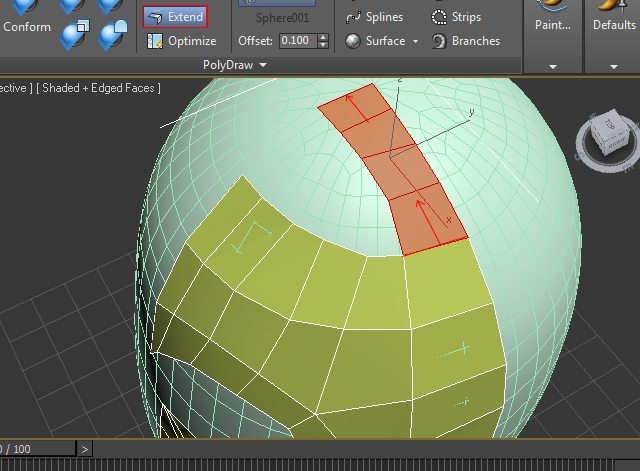 Extend
Splines
Strips
Conform
Sphere001
Paint...
Defaults
Optimize
Offset: 0.100
Surface
Branches
PolyDraw
ective ] [ Shaded + Edged Faces ]
z
y
x
TOP
0 / 100
>